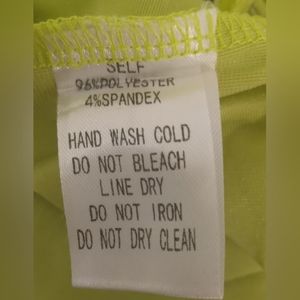 SELF
96%POLYESTER
4%SPANDEX
HAND WASH COLD
DO NOT BLEACH
LINE DRY
DO NOT IRON
DO NOT DRY CLEAN